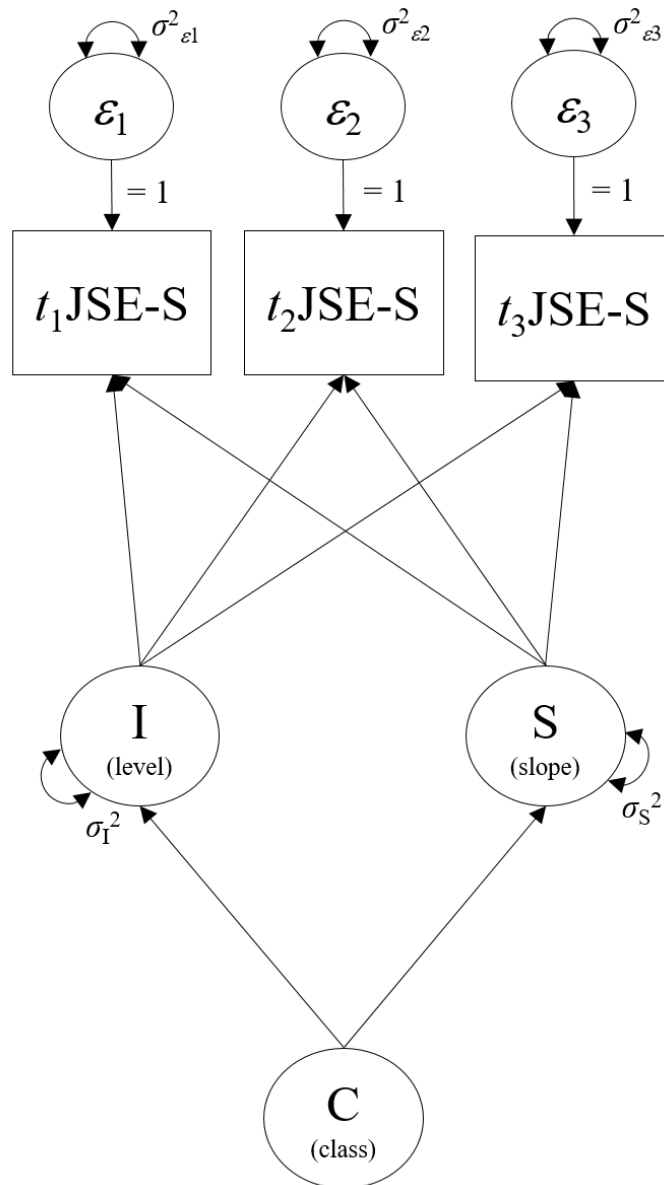 σ²ε1 σ²ε2 σ²ε3
ε1 ε2 ε3
= 1 = 1 = 1
t1JSE-S t2JSE-S t3JSE-S
I S
(level) (slope)
σI² σS²
C
(class)